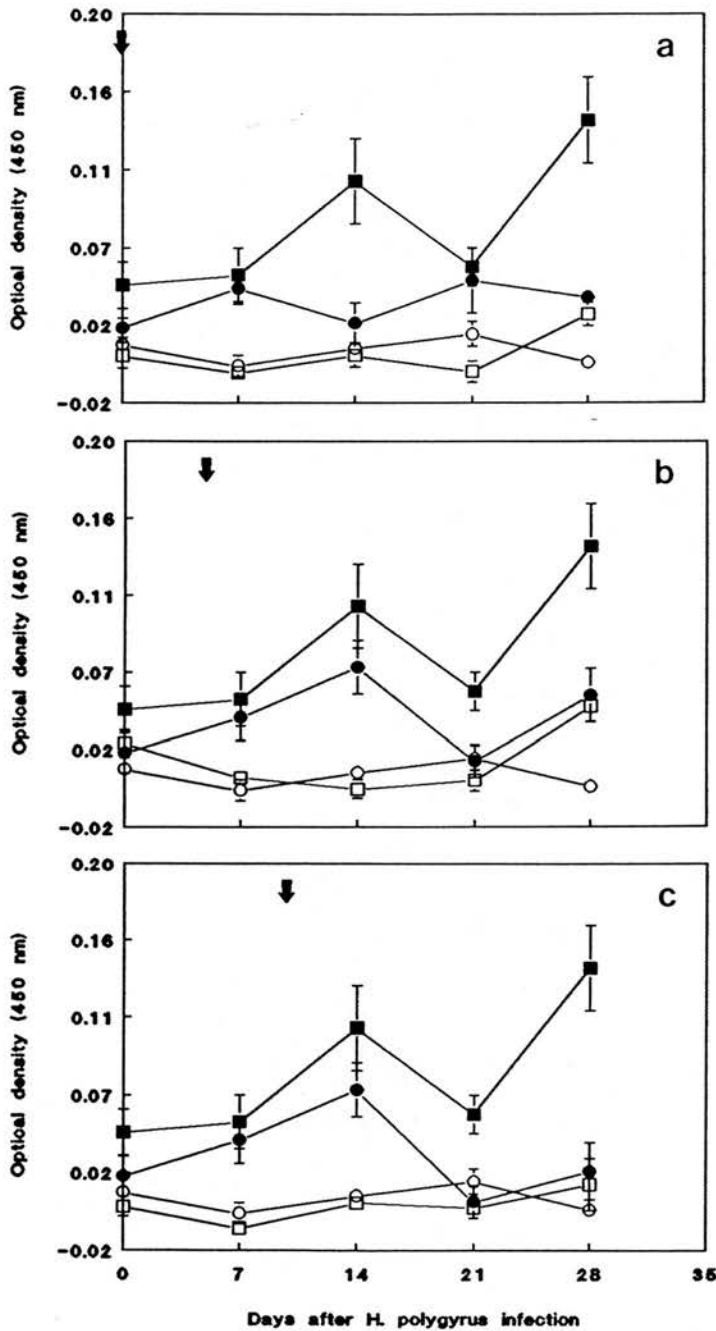 a
0.20
0.16
0.11
0.07
0.02
-0.02
Optical density (450 nm)
b
0.20
0.16
0.11
0.07
0.02
-0.02
Optical density (450 nm)
c
0.20
0.16
0.11
0.07
0.02
-0.02
Optical density (450 nm)
0 7 14 21 28 35
Days after H. polygyrus infection